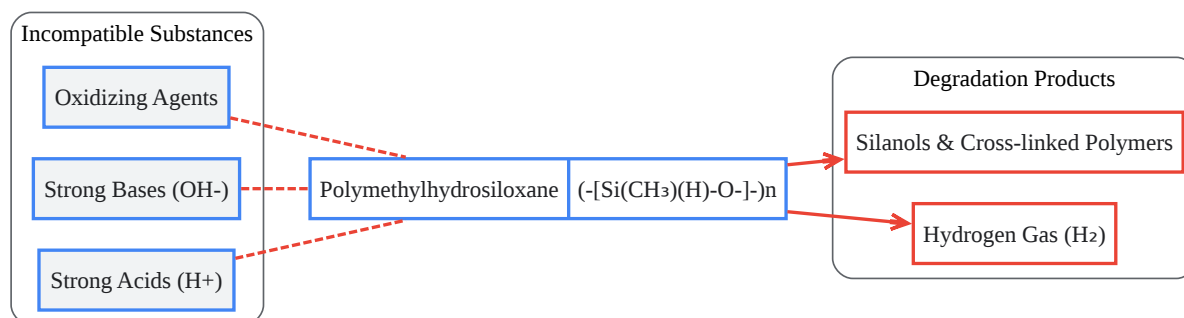 Incompatible Substances
Oxidizing Agents
Strong Bases (OH-)
Strong Acids (H+)
Polymethylhydrosiloxane
(-[Si(CH₃)(H)-O-]-)n
Degradation Products
Silanols & Cross-linked Polymers
Hydrogen Gas (H₂)